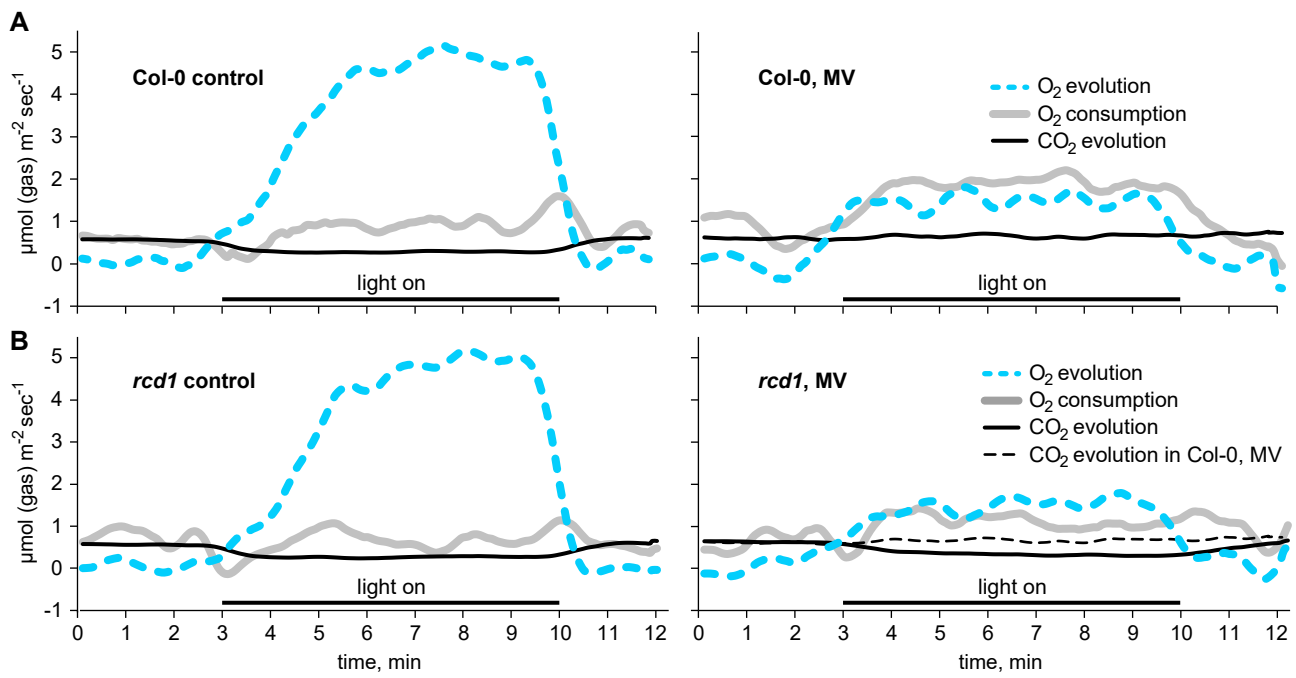 A
Col-0 control
Col-0, MV
O₂ evolution
O₂ consumption
CO₂ evolution
µmol (gas) m⁻² sec⁻¹
5
4
3
2
1
0
-1
light on
light on
B
rcd1 control
rcd1, MV
O₂ evolution
O₂ consumption
CO₂ evolution
CO₂ evolution in Col-0, MV
µmol (gas) m⁻² sec⁻¹
5
4
3
2
1
0
-1
light on
light on
0 1 2 3 4 5 6 7 8 9 10 11 12
0 1 2 3 4 5 6 7 8 9 10 11 12
time, min
time, min